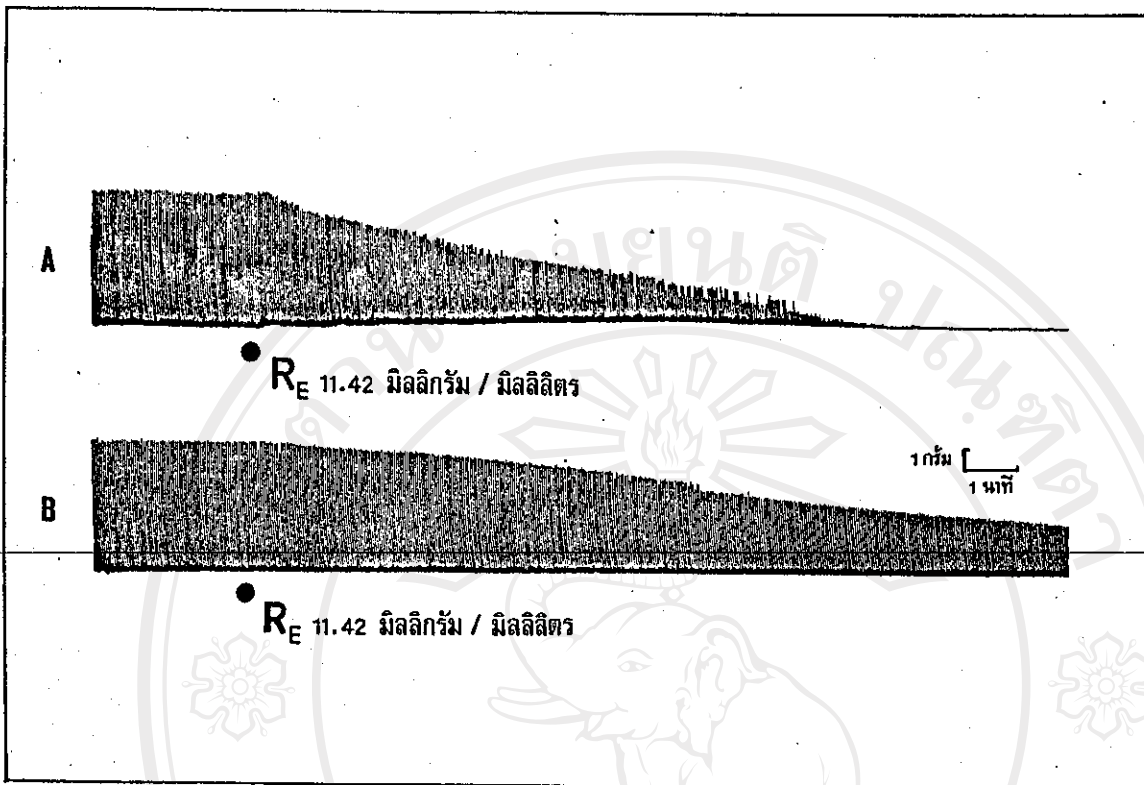 A
R_E 11.42 มิลลิกรัม / มิลลิลิตร
1 กรัม
1 นาที
B
R_E 11.42 มิลลิกรัม / มิลลิลิตร